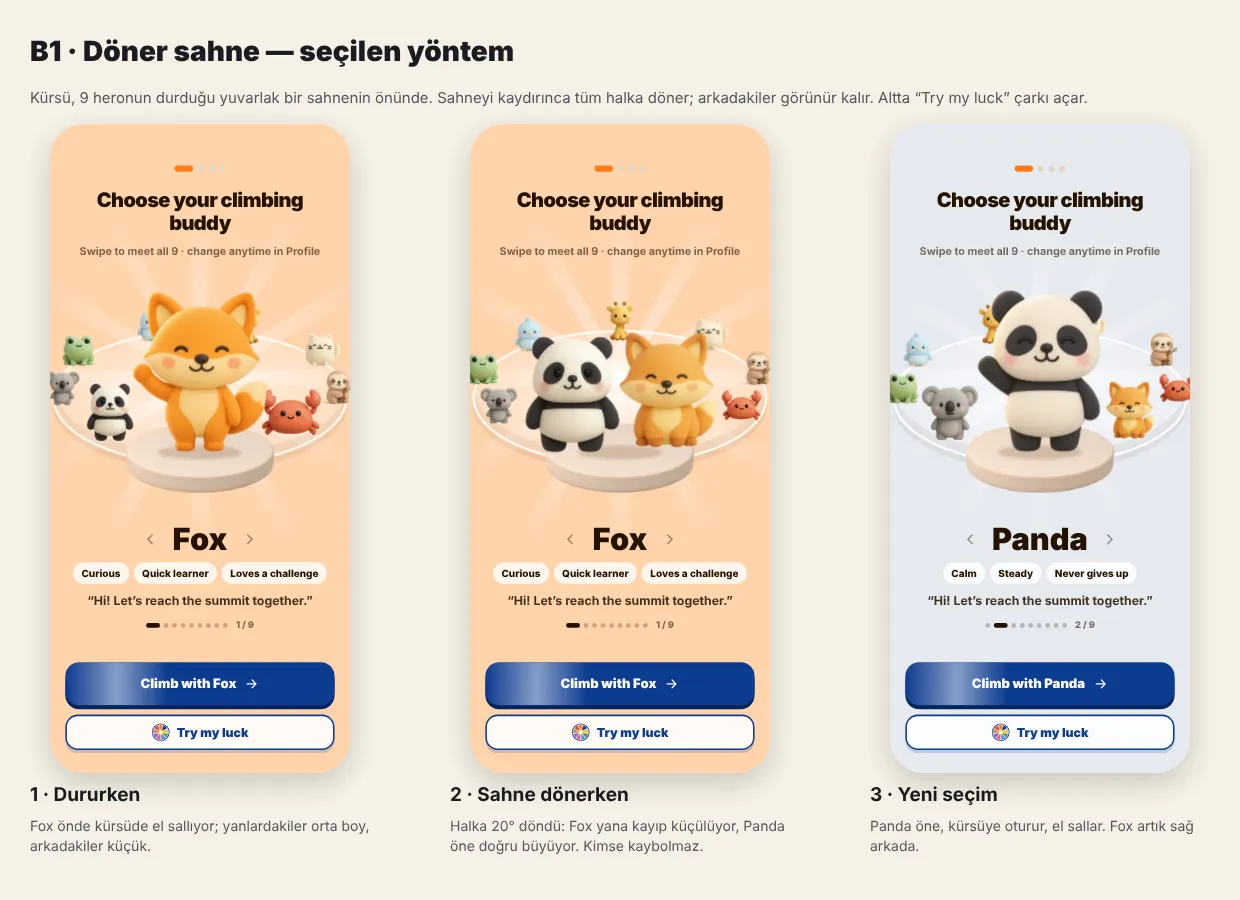 B1 · Döner sahne — seçilen yöntem
Kürsü, 9 heronun durduğu yuvarlak bir sahnenin önünde. Sahneyi kaydırınca tüm halka döner; arkadakiler görünür kalır. Altta “Try my luck” çarkı açar.
Choose your climbing
buddy
Swipe to meet all 9 · change anytime in Profile
‹ Fox ›
Curious Quick learner Loves a challenge
“Hi! Let’s reach the summit together.”
1 / 9
Climb with Fox →
Try my luck
1 · Dururken
Fox önde kürsüde el sallıyor; yanlardakiler orta boy,
arkadakiler küçük.
Choose your climbing
buddy
Swipe to meet all 9 · change anytime in Profile
‹ Fox ›
Curious Quick learner Loves a challenge
“Hi! Let’s reach the summit together.”
1 / 9
Climb with Fox →
Try my luck
2 · Sahne dönerken
Halka 20° döndü: Fox yana kayıp küçülüyor, Panda
öne doğru büyüyor. Kimse kaybolmaz.
Choose your climbing
buddy
Swipe to meet all 9 · change anytime in Profile
‹ Panda ›
Calm Steady Never gives up
“Hi! Let’s reach the summit together.”
2 / 9
Climb with Panda →
Try my luck
3 · Yeni seçim
Panda öne, kürsüye oturur, el sallar. Fox artık sağ
arkada.